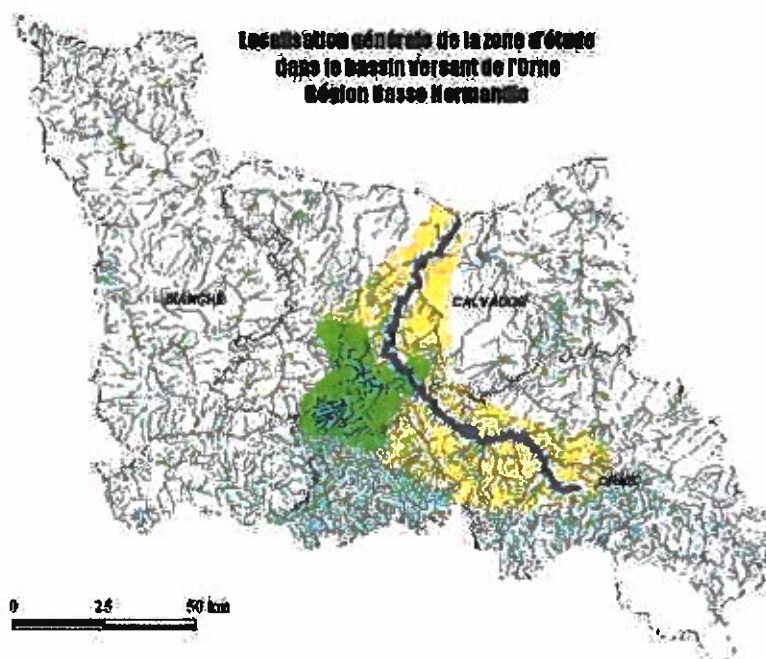 Localisation générale de la zone d'étude
dans le bassin versant de l'Orne
Région Basse Normandie
MANCHE
CALVADOS
ORNE
0 25 50 km